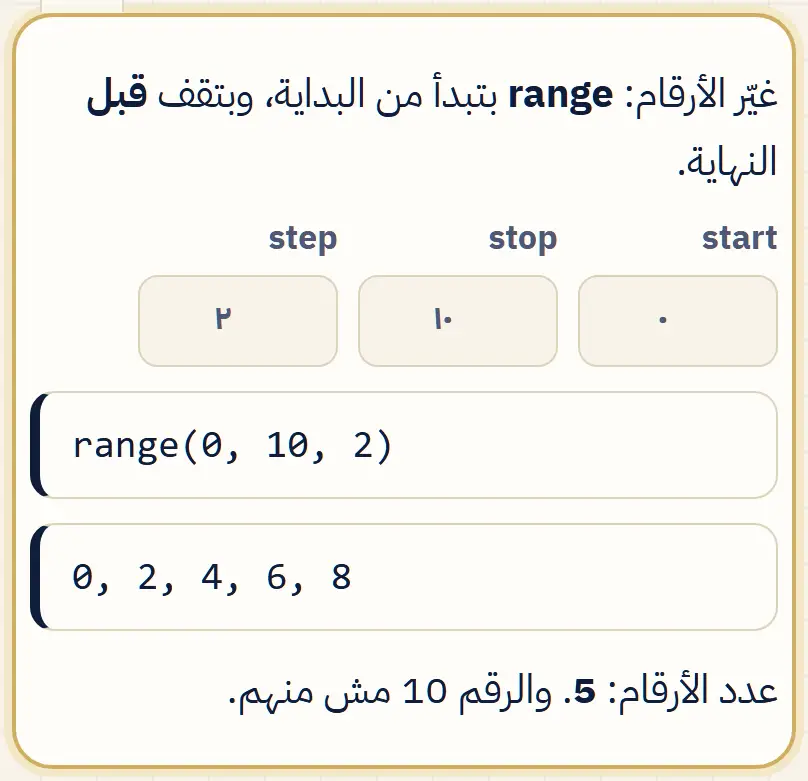 غيّر الأرقام: range بتبدأ من البداية، وبتقف قبل
النهاية.
start stop step
٠ ١٠ ٢
range(0, 10, 2)
0, 2, 4, 6, 8
عدد الأرقام: 5. والرقم 10 مش منهم.